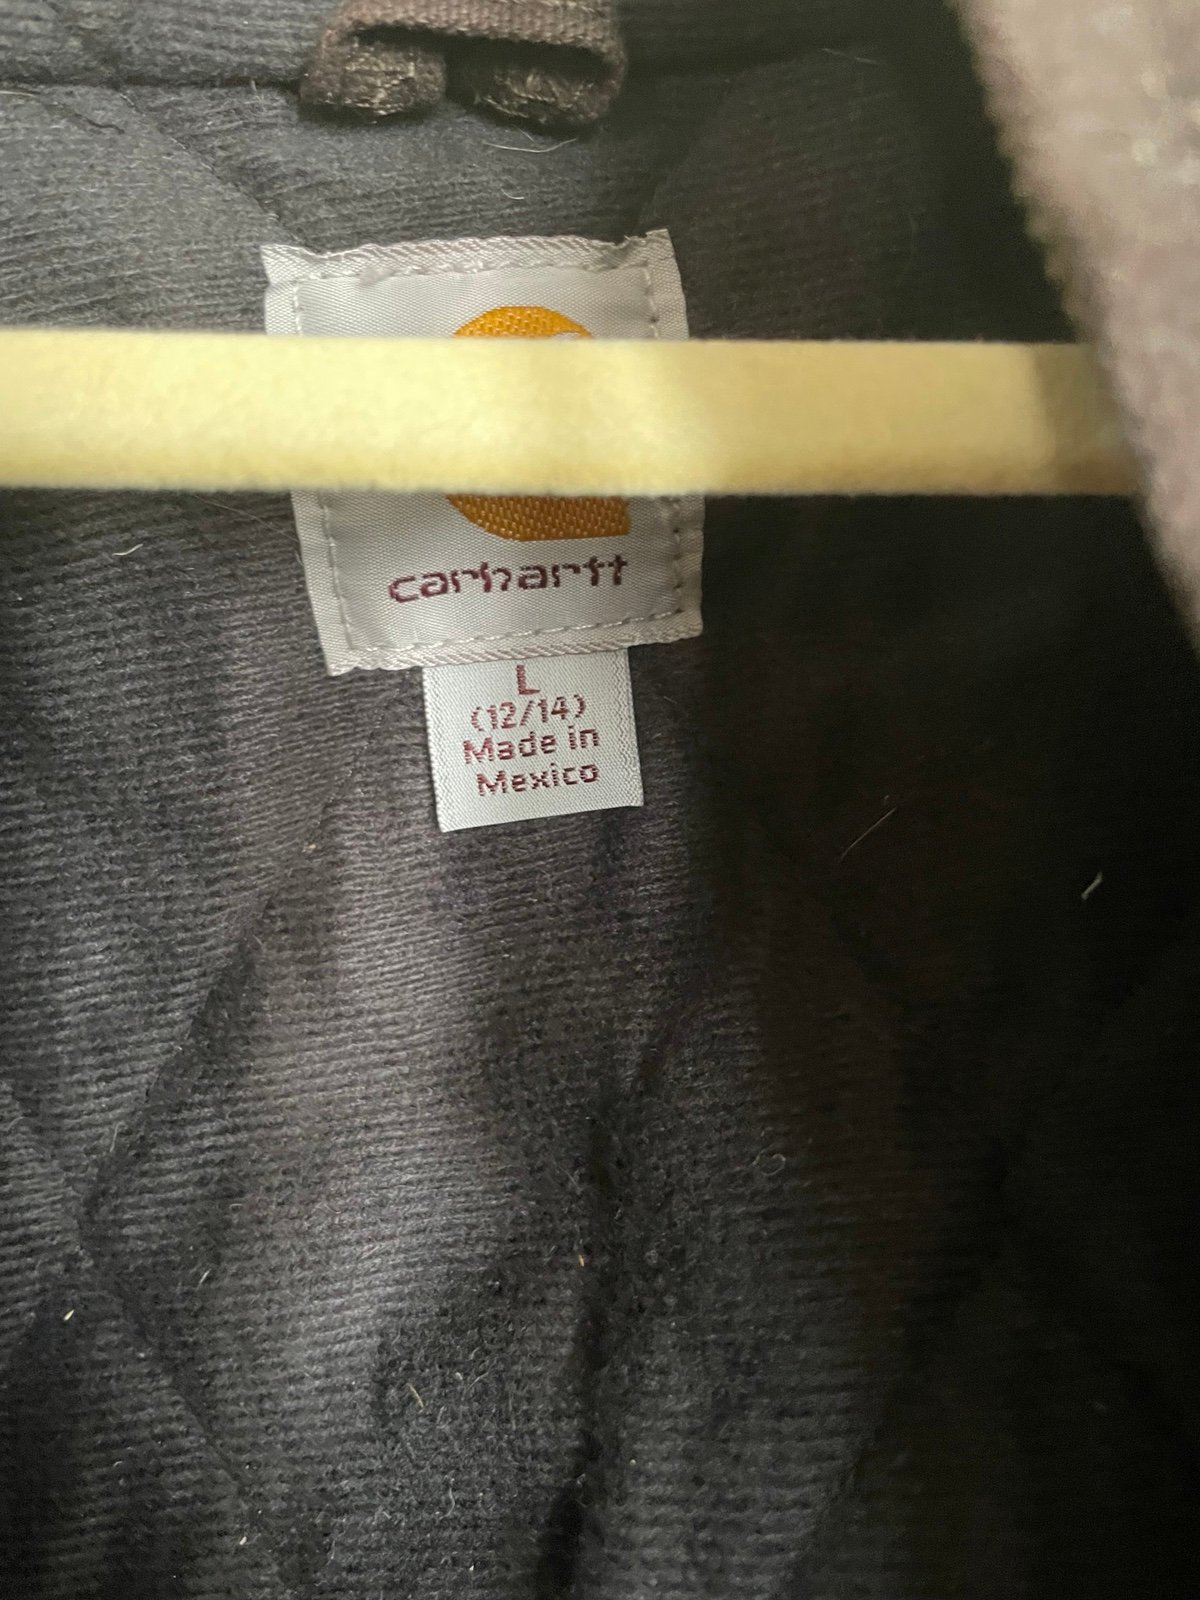 carhartt
L
(12/14)
Made in
Mexico